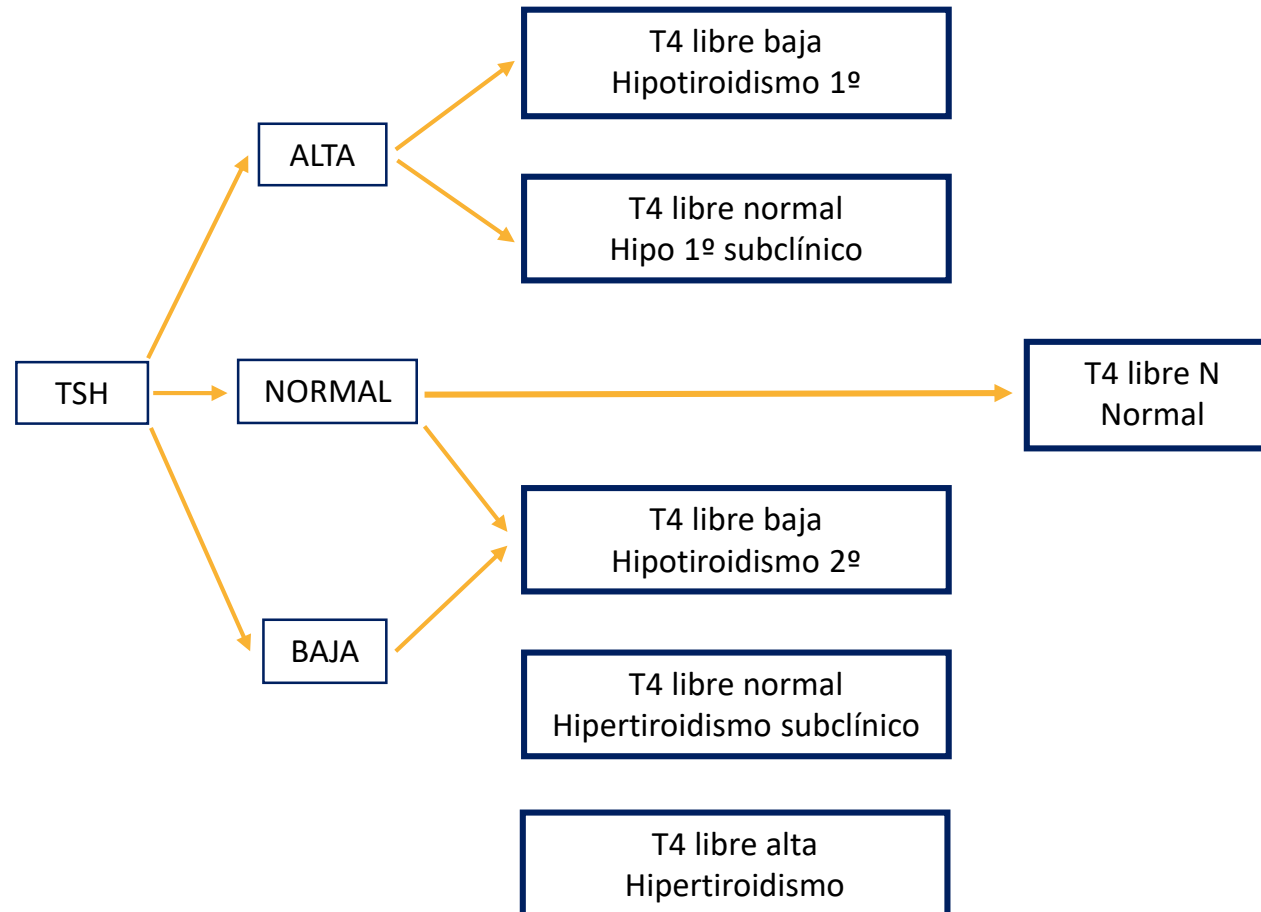 T4 libre baja
Hipotiroidismo 1º
ALTA
T4 libre normal
Hipo 1º subclínico
TSH
NORMAL
T4 libre N
Normal
T4 libre baja
Hipotiroidismo 2º
BAJA
T4 libre normal
Hipertiroidismo subclínico
T4 libre alta
Hipertiroidismo